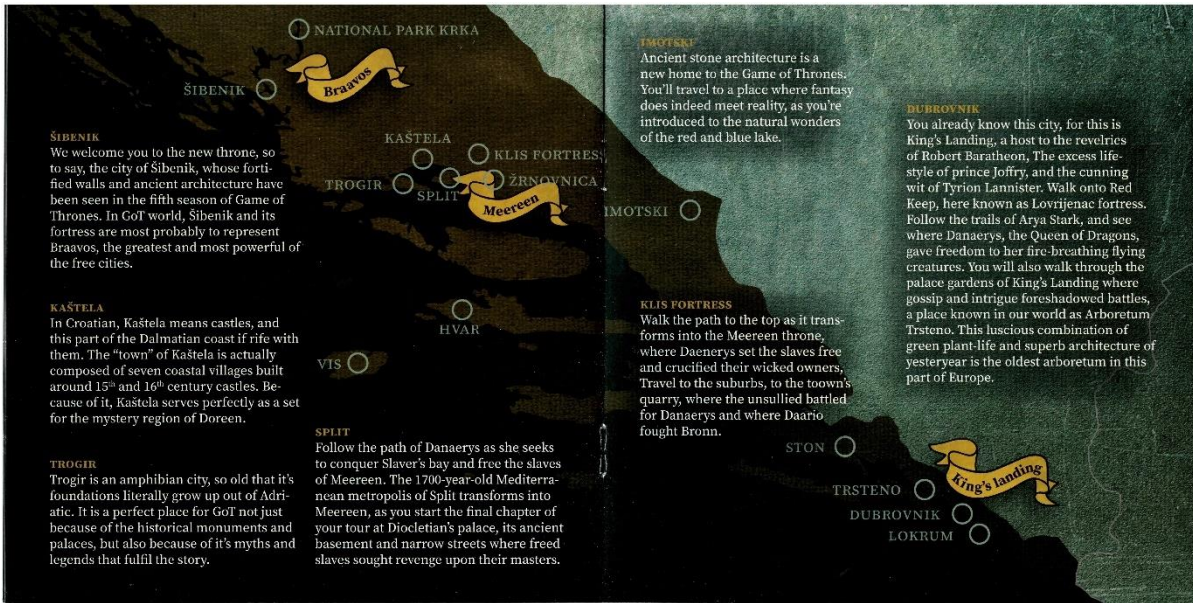 NATIONAL PARK KRKA
Braavos
ŠIBENIK
KAŠTELA
KLIS FORTRESS
TROGIR
SPLIT
ŽRNOVNICA
Meereen
IMOTSKI
HVAR
VIS
STON
King's landing
TRSTENO
DUBROVNIK
LOKRUM
ŠIBENIK
We welcome you to the new throne, so
to say, the city of Šibenik, whose forti-
fied walls and ancient architecture have
been seen in the fifth season of Game of
Thrones. In GoT world, Šibenik and its
fortress are most probably to represent
Braavos, the greatest and most powerful of
the free cities.
KAŠTELA
In Croatian, Kaštela means castles, and
this part of the Dalmatian coast if rife with
them. The “town” of Kaštela is actually
composed of seven coastal villages built
around 15th and 16th century castles. Be-
cause of it, Kaštela serves perfectly as a set
for the mystery region of Doreen.
TROGIR
Trogir is an amphibian city, so old that it's
foundations literally grow up out of Adri-
atic. It is a perfect place for GoT not just
because of the historical monuments and
palaces, but also because of it's myths and
legends that fulfil the story.
SPLIT
Follow the path of Danaerys as she seeks
to conquer Slaver's bay and free the slaves
of Meereen. The 1700-year-old Mediterra-
nean metropolis of Split transforms into
Meereen, as you start the final chapter of
your tour at Diocletian's palace, its ancient
basement and narrow streets where freed
slaves sought revenge upon their masters.
IMOTSKI
Ancient stone architecture is a
new home to the Game of Thrones.
You'll travel to a place where fantasy
does indeed meet reality, as you're
introduced to the natural wonders
of the red and blue lake.
KLIS FORTRESS
Walk the path to the top as it trans-
forms into the Meereen throne,
where Daenerys set the slaves free
and crucified their wicked owners,
Travel to the suburbs, to the toown's
quarry, where the unsullied battled
for Danaerys and where Daario
fought Bronn.
DUBROVNIK
You already know this city, for this is
King's Landing, a host to the revelries
of Robert Baratheon, The excess life-
style of prince Joffry, and the cunning
wit of Tyrion Lannister. Walk onto Red
Keep, here known as Lovrijenac fortress.
Follow the trails of Arya Stark, and see
where Danaerys, the Queen of Dragons,
gave freedom to her fire-breathing flying
creatures. You will also walk through the
palace gardens of King's Landing where
gossip and intrigue foreshadowed battles,
a place known in our world as Arboretum
Trsteno. This luscious combination of
green plant-life and superb architecture of
yesteryear is the oldest arboretum in this
part of Europe.